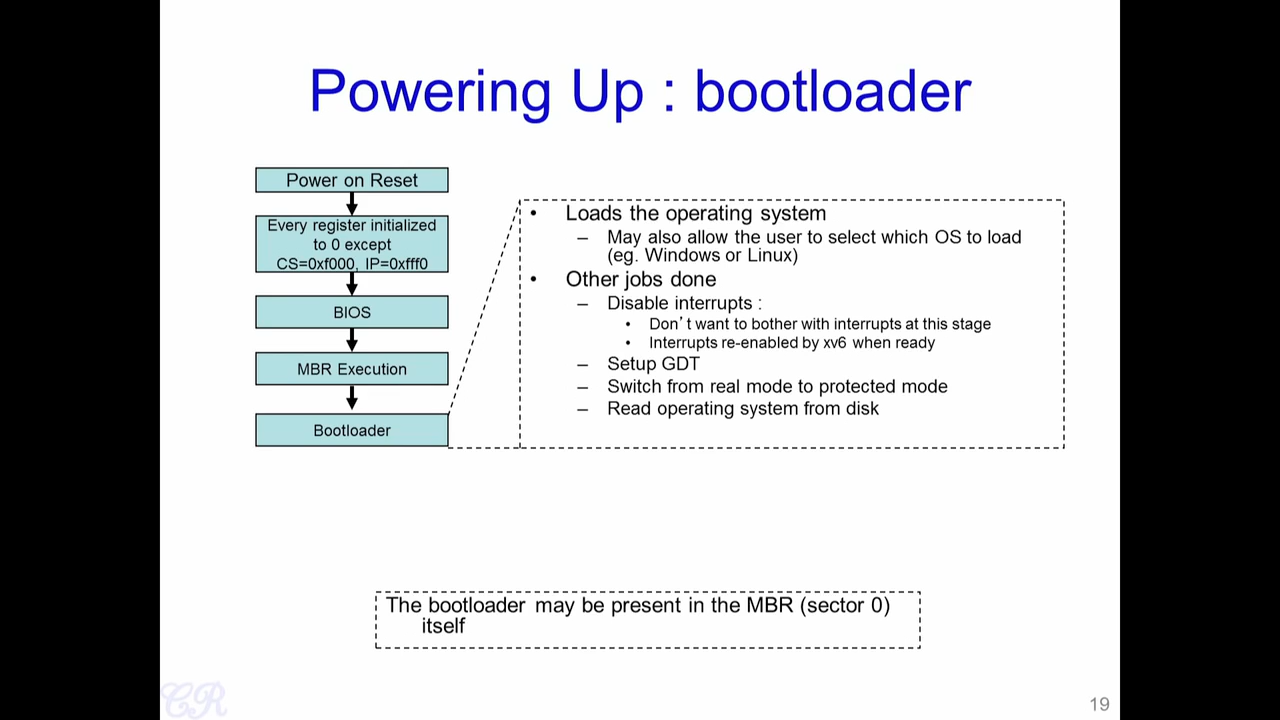 Powering Up : bootloader
Power on Reset
Every register initialized
to 0 except
CS=0xf000, IP=0xfff0
BIOS
MBR Execution
Bootloader
• Loads the operating system
– May also allow the user to select which OS to load
(eg. Windows or Linux)
• Other jobs done
– Disable interrupts :
• Don’t want to bother with interrupts at this stage
• Interrupts re-enabled by xv6 when ready
– Setup GDT
– Switch from real mode to protected mode
– Read operating system from disk
The bootloader may be present in the MBR (sector 0)
itself
CR
19